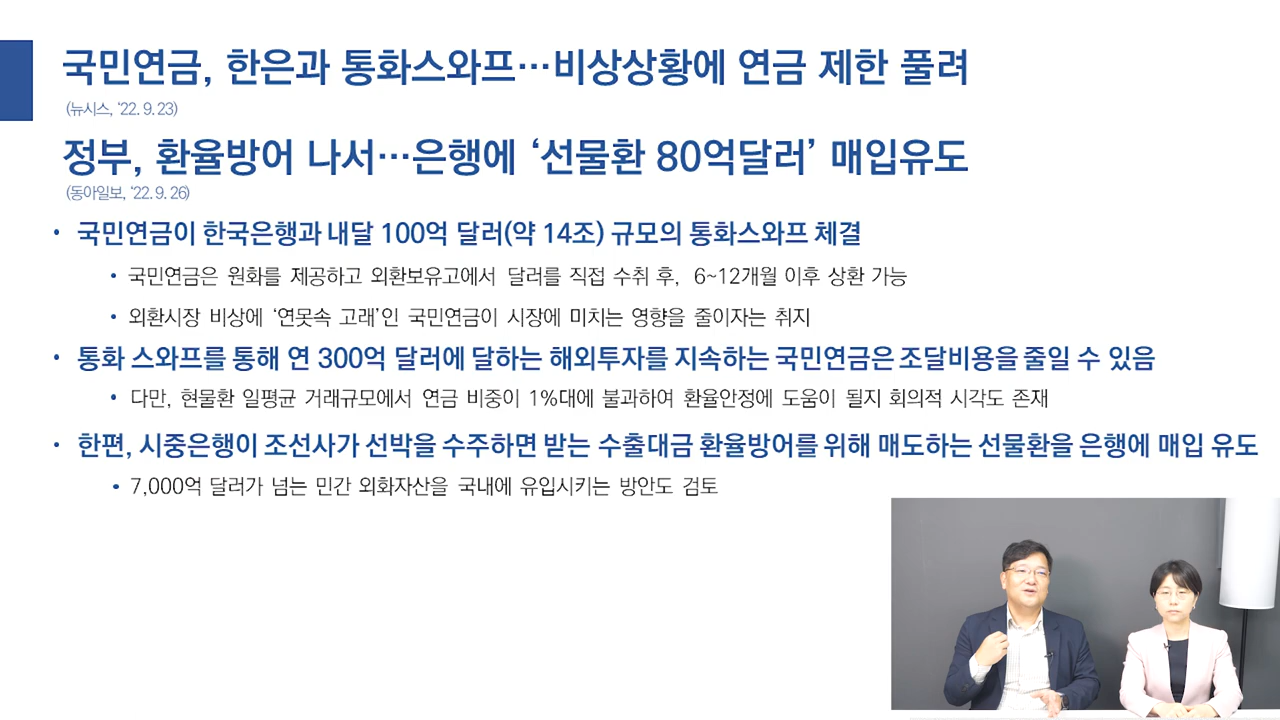 국민연금, 한은과 통화스와프…비상상황에 연금 제한 풀려
(뉴시스, ‘22. 9. 23)
정부, 환율방어 나서…은행에 ‘선물환 80억달러’ 매입유도
(동아일보, ‘22. 9. 26)
• 국민연금이 한국은행과 내달 100억 달러(약 14조) 규모의 통화스와프 체결
• 국민연금은 원화를 제공하고 외환보유고에서 달러를 직접 수취 후, 6~12개월 이후 상환 가능
• 외환시장 비상에 ‘연못속 고래’인 국민연금이 시장에 미치는 영향을 줄이자는 취지
• 통화 스와프를 통해 연 300억 달러에 달하는 해외투자를 지속하는 국민연금은 조달비용을 줄일 수 있음
• 다만, 현물환 일평균 거래규모에서 연금 비중이 1%대에 불과하여 환율안정에 도움이 될지 회의적 시각도 존재
• 한편, 시중은행이 조선사가 선박을 수주하면 받는 수출대금 환율방어를 위해 매도하는 선물환을 은행에 매입 유도
• 7,000억 달러가 넘는 민간 외화자산을 국내에 유입시키는 방안도 검토